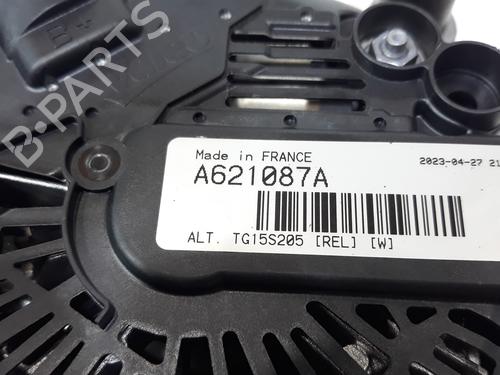 B+
B-PARTS
Made in FRANCE
2023-04-27 21
A621087A
ALT. TG15S205 [REL] [W]